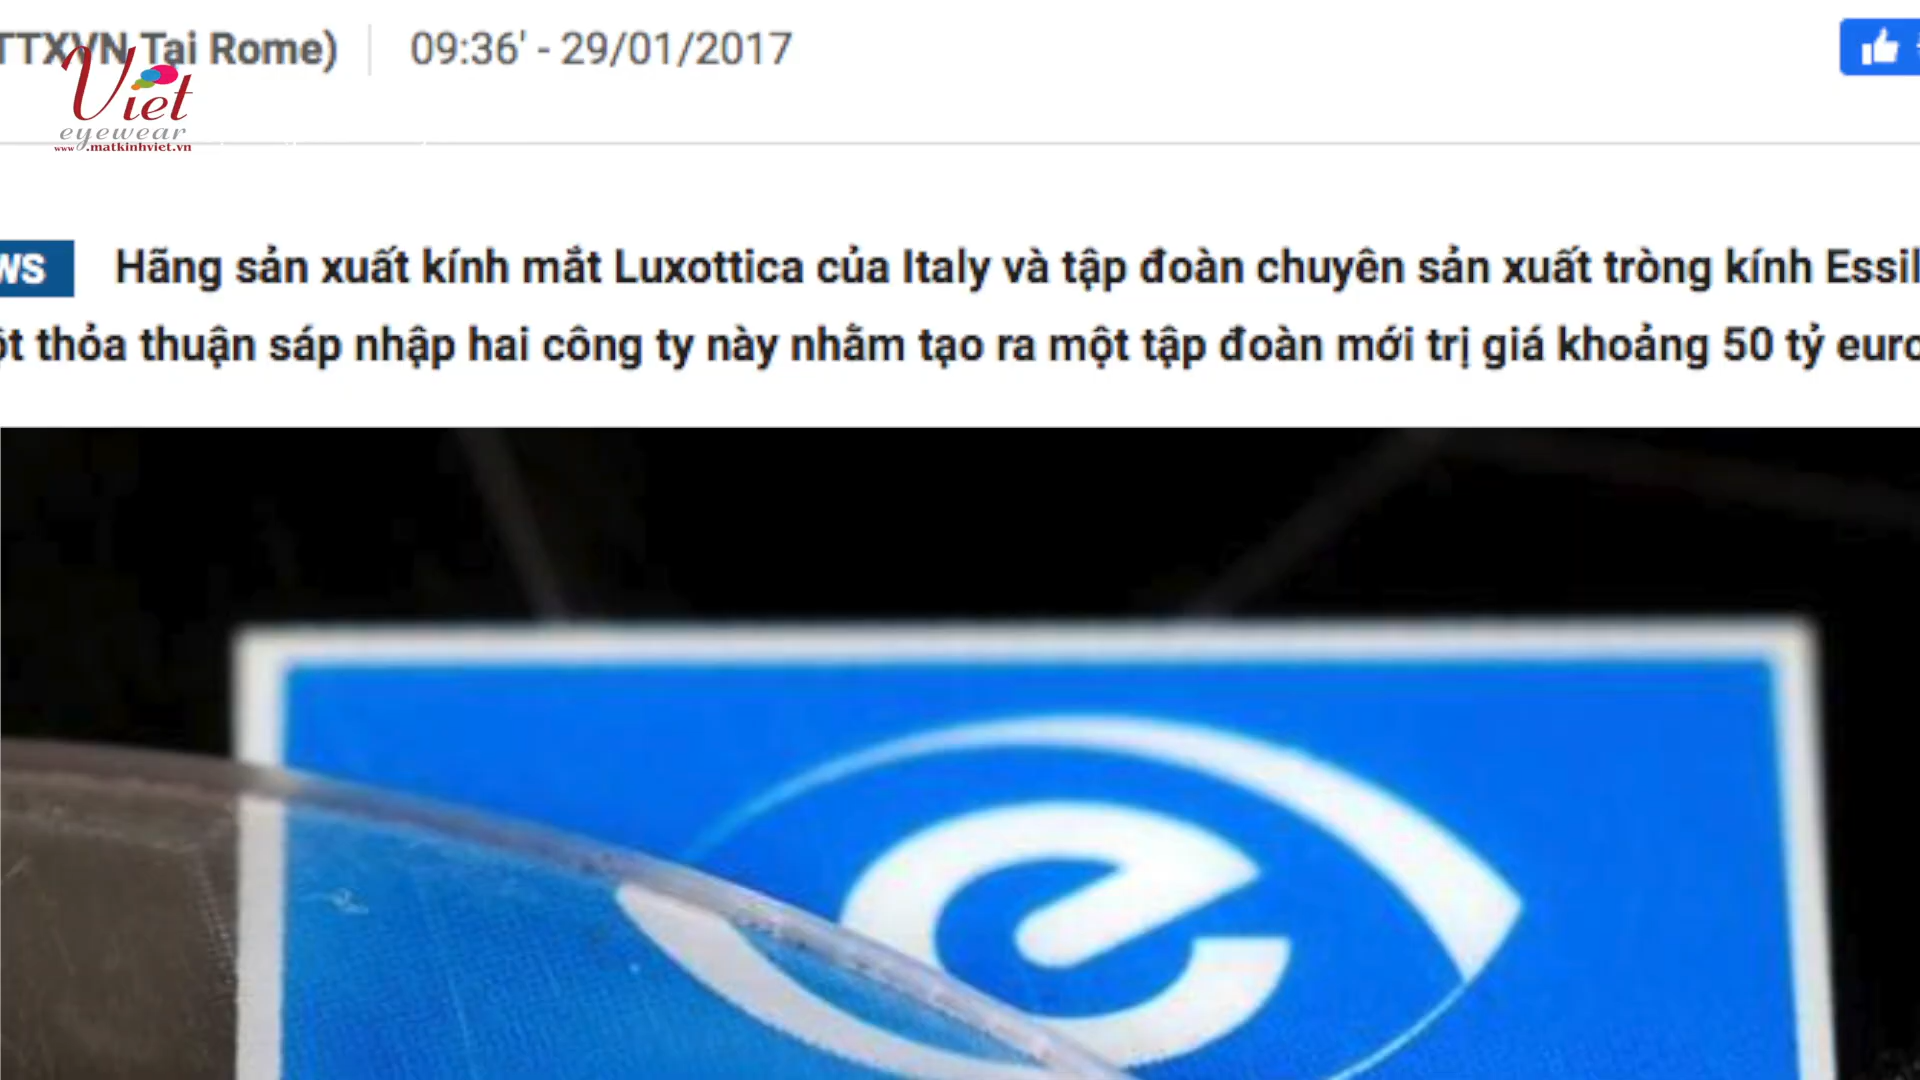 TTXVN Tại Rome) 09:36' - 29/01/2017
Viet
eyewear
www.matkinhviet.vn
WS Hãng sản xuất kính mắt Luxottica của Italy và tập đoàn chuyên sản xuất tròng kính Essil
ột thỏa thuận sáp nhập hai công ty này nhằm tạo ra một tập đoàn mới trị giá khoảng 50 tỷ euro
e